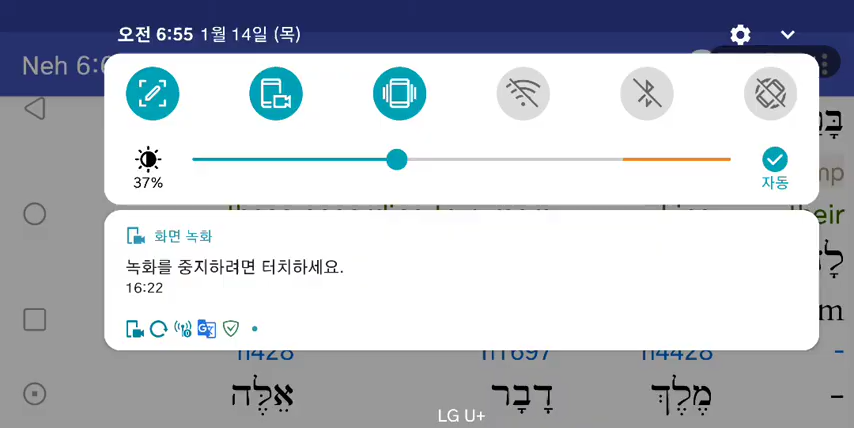 오전 6:55 1월 14일 (목)
Neh 6:6
37%
자동
화면 녹화
녹화를 중지하려면 터치하세요.
16:22
h428 h1697 h4428 -
אֵלֶּה דָּבָר מֶלֶךְ -
LG U+